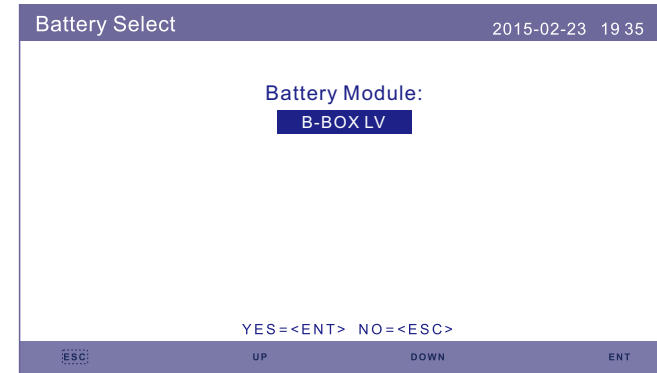 Battery Select 2015-02-23 19 35
Battery Module:
B-BOX LV
YES=<ENT> NO=<ESC>
ESC UP DOWN ENT